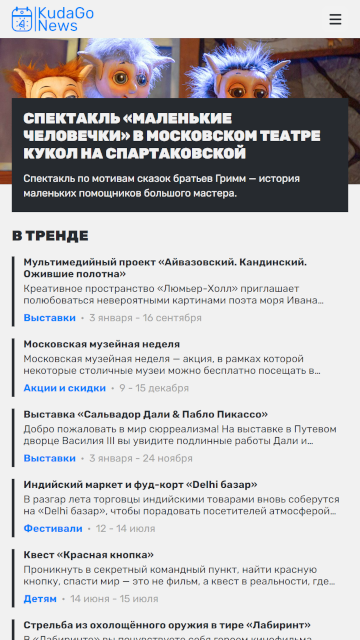 KudaGo
News
СПЕКТАКЛЬ «МАЛЕНЬКИЕ
ЧЕЛОВЕЧКИ» В МОСКОВСКОМ ТЕАТРЕ
КУКОЛ НА СПАРТАКОВСКОЙ
Спектакль по мотивам сказок братьев Гримм — история
маленьких помощников большого мастера.
В ТРЕНДЕ
Мультимедийный проект «Айвазовский. Кандинский.
Ожившие полотна»
Креативное пространство «Люмьер-Холл» приглашает
полюбоваться невероятными картинами поэта моря Ивана...
Выставки • 3 января - 16 сентября
Московская музейная неделя
Московская музейная неделя — акция, в рамках которой
некоторые столичные музеи можно бесплатно посещать в...
Акции и скидки • 9 - 15 декабря
Выставка «Сальвадор Дали & Пабло Пикассо»
Добро пожаловать в мир сюрреализма! На выставке в Путевом
дворце Василия III вы увидите подлинные работы Дали и...
Выставки • 3 января - 24 ноября
Индийский маркет и фуд-корт «Delhi базар»
В разгар лета торговцы индийскими товарами вновь соберутся
на «Delhi базар», чтобы порадовать посетителей атмосферой...
Фестивали • 12 - 14 июля
Квест «Красная кнопка»
Проникнуть в секретный командный пункт, найти красную
кнопку, спасти мир — это не фильм, а квест в реальности, где...
Детям • 14 июня - 15 июля
Стрельба из охолощённого оружия в тире «Лабиринт»
В «Лабиринте» вы почувствуете себя героем кинофильма